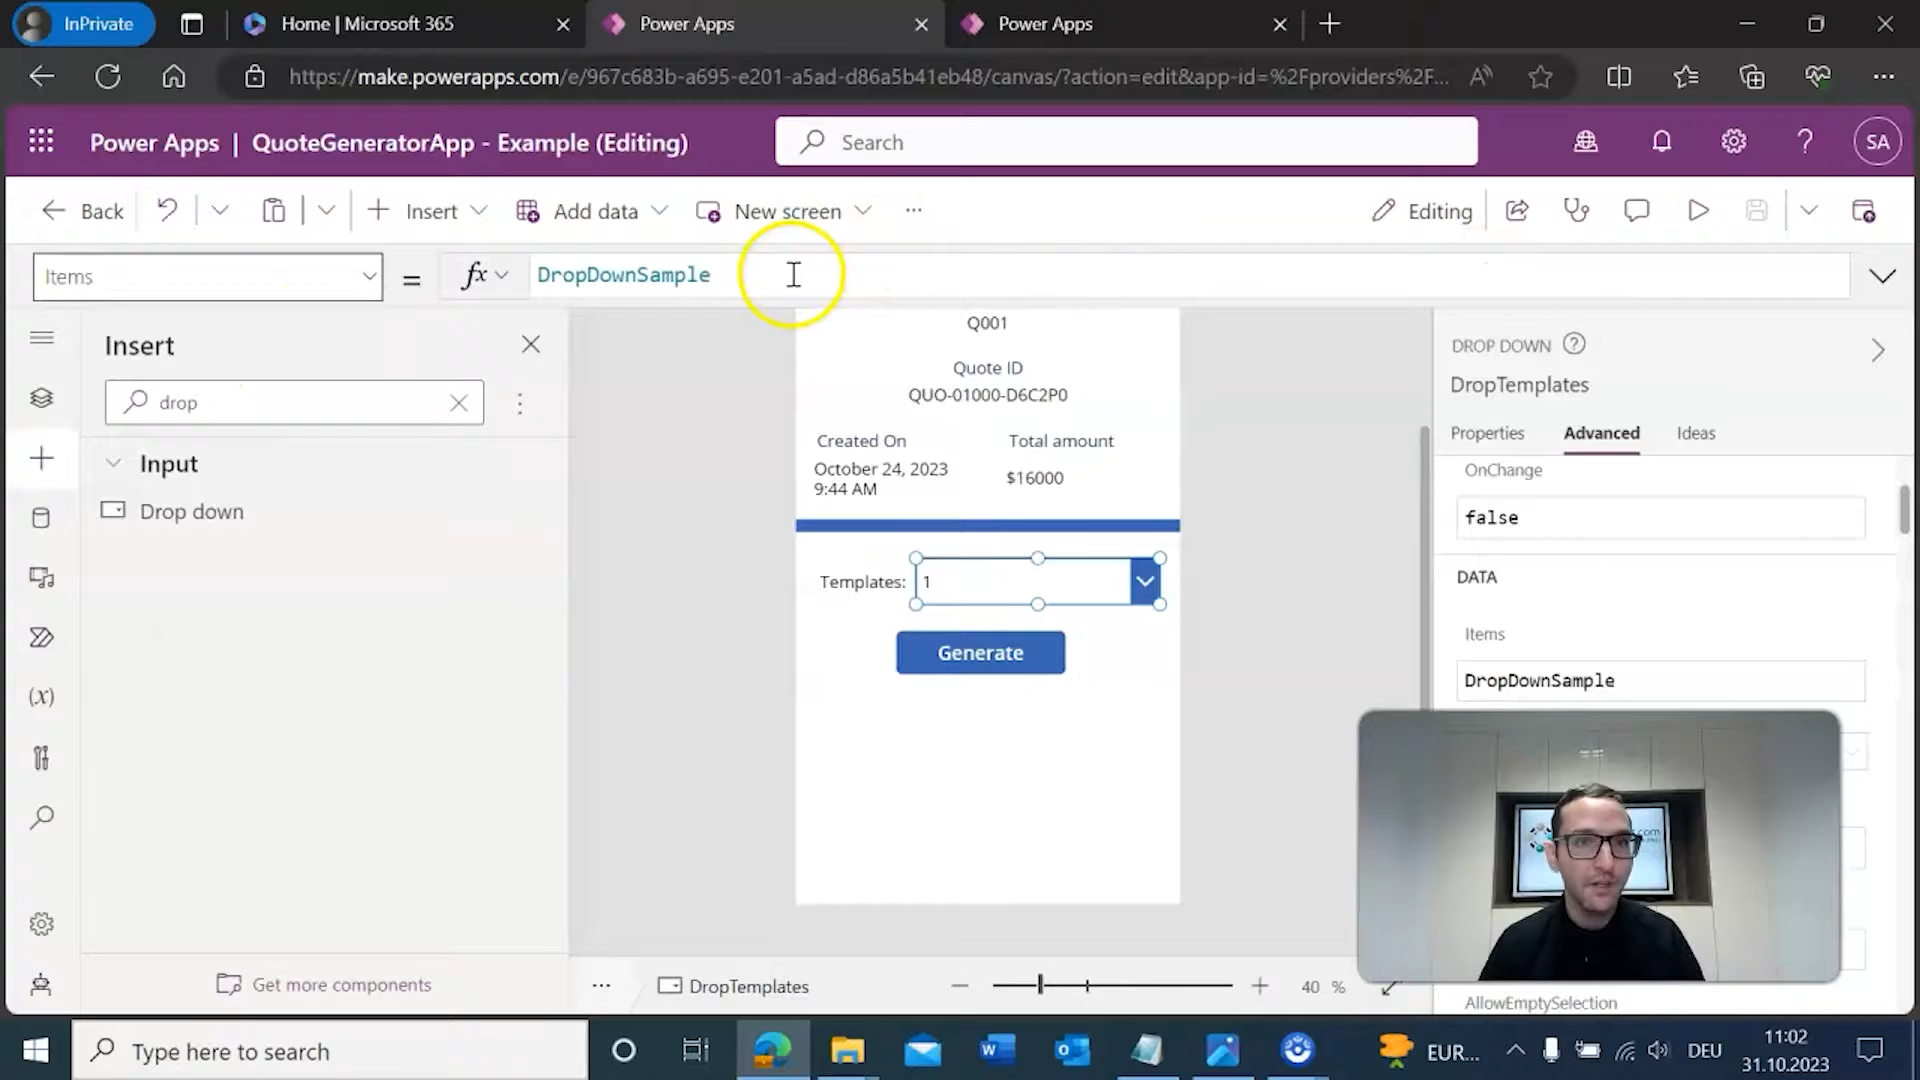 InPrivate
Home | Microsoft 365
Power Apps
Power Apps
https://make.powerapps.com/e/967c683b-a695-e201-a5ad-d86a5b41eb48/canvas/?action=edit&app-id=%2Fproviders%2F...
Power Apps | QuoteGeneratorApp - Example (Editing)
Search
SA
Back
Insert
Add data
New screen
Editing
Items
=
fx
DropDownSample
Insert
drop
Input
Drop down
Get more components
Q001
Quote ID
QUO-01000-D6C2P0
Created On
Total amount
October 24, 2023
9:44 AM
$16000
Templates:
1
Generate
DropTemplates
40 %
DROP DOWN
DropTemplates
Properties
Advanced
Ideas
OnChange
false
DATA
Items
DropDownSample
AllowEmptySelection
Type here to search
EUR...
DEU
11:02
31.10.2023